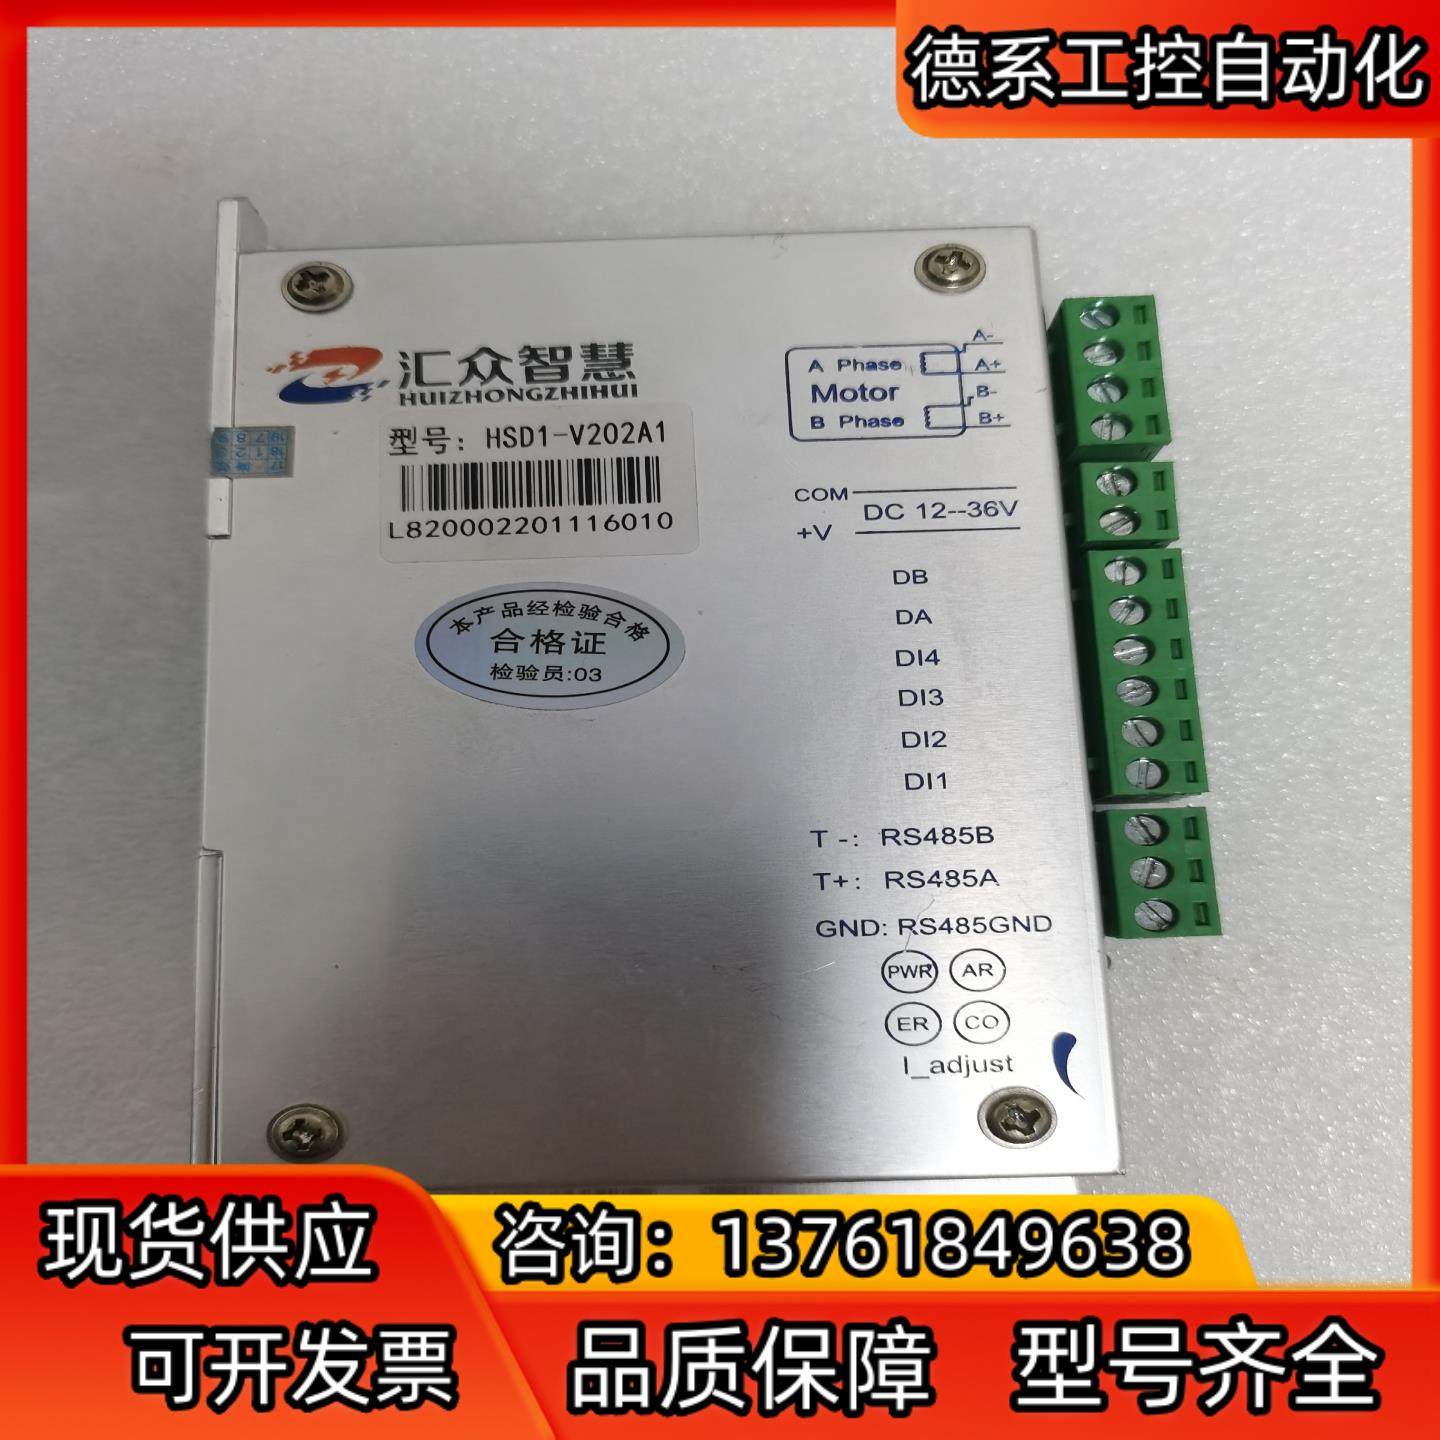 德系工控自动化
汇众智慧
HUIZHONGZHIHUI
型号：HSD1-V202A1
L820002201116010
本产品经检验合格
合格证
检验员:03
A Phase
Motor
B Phase
A-
A+
B-
B+
COM
DC 12--36V
+V
DB
DA
DI4
DI3
DI2
DI1
T -: RS485B
T+: RS485A
GND: RS485GND
PWR AR
ER CO
I_adjust
现货供应
咨询：13761849638
可开发票 品质保障 型号齐全